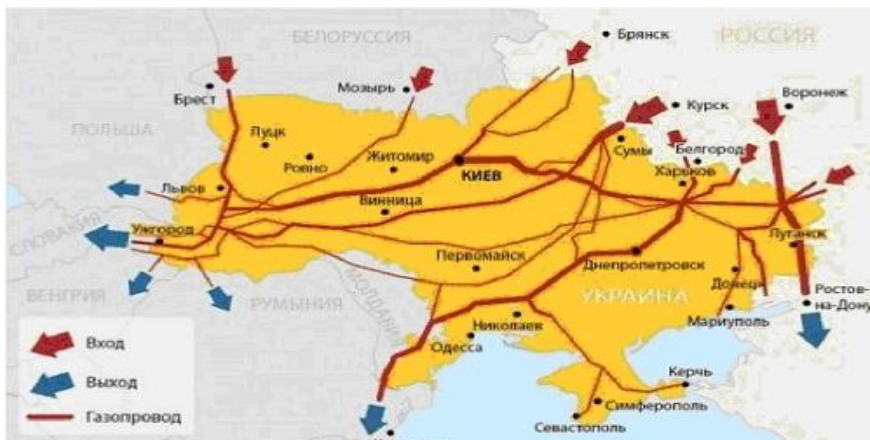 БЕЛОРУССИЯ
Брянск
РОССИЯ
Брест
Мозырь
Курск
Воронеж
ПОЛЬША
Луцк
Ровно
Житомир
КИЕВ
Сумы
Белгород
Харьков
Львов
Винница
СЛОВАКИЯ
Ужгород
Первомайск
Днепропетровск
Луганск
ВЕНГРИЯ
РУМЫНИЯ
МОЛДАВИЯ
УКРАИНА
Донецк
Ростов-
на-Дону
Николаев
Мариуполь
Одесса
Керчь
Симферополь
Севастополь
Вход
Выход
Газопровод